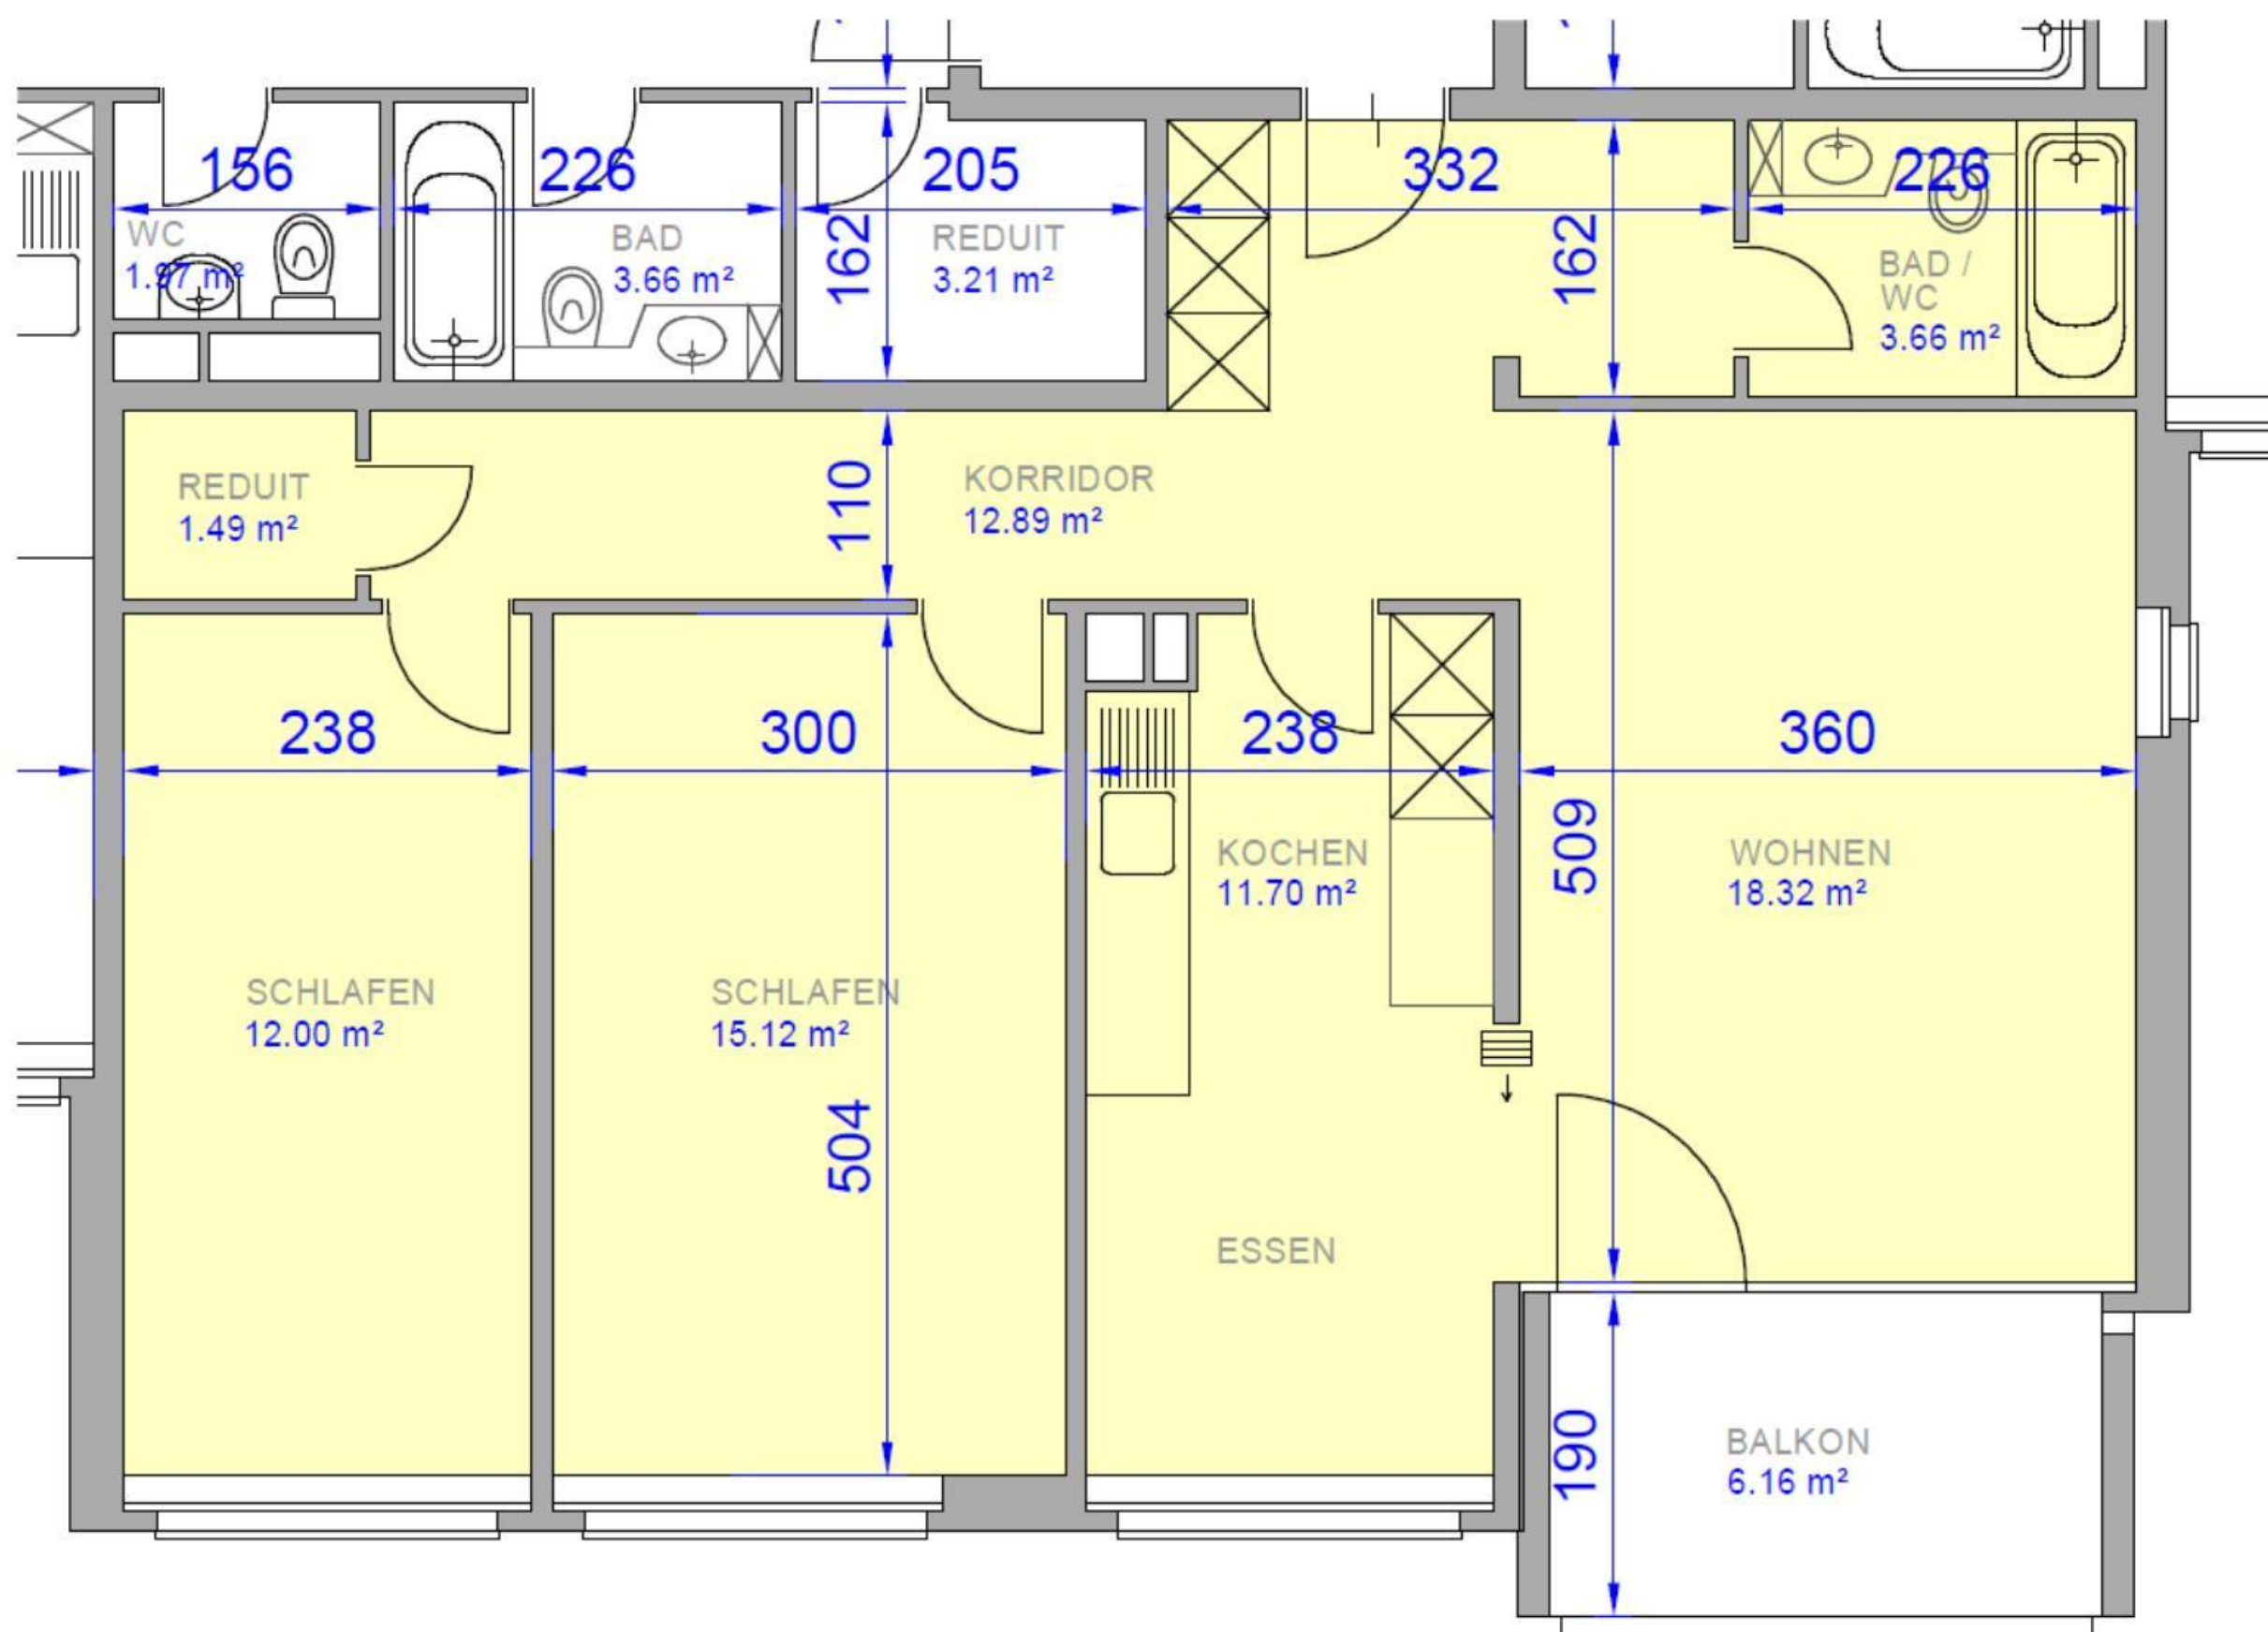 156
226
205
332
226
162
162
WC
1.97 m²
BAD
3.66 m²
REDUIT
3.21 m²
BAD /
WC
3.66 m²
REDUIT
1.49 m²
110
KORRIDOR
12.89 m²
238
300
238
360
509
KOCHEN
11.70 m²
WOHNEN
18.32 m²
SCHLAFEN
12.00 m²
SCHLAFEN
15.12 m²
504
ESSEN
190
BALKON
6.16 m²